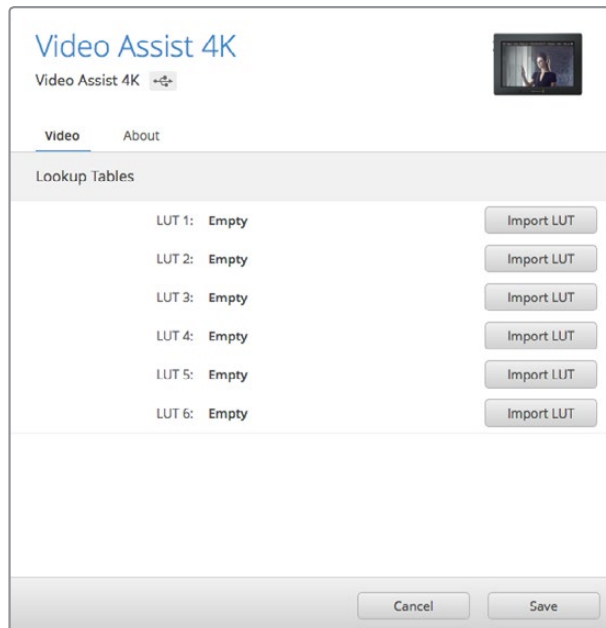 Video Assist 4K
Video Assist 4K
Video About
Lookup Tables
LUT 1: Empty Import LUT
LUT 2: Empty Import LUT
LUT 3: Empty Import LUT
LUT 4: Empty Import LUT
LUT 5: Empty Import LUT
LUT 6: Empty Import LUT
Cancel Save